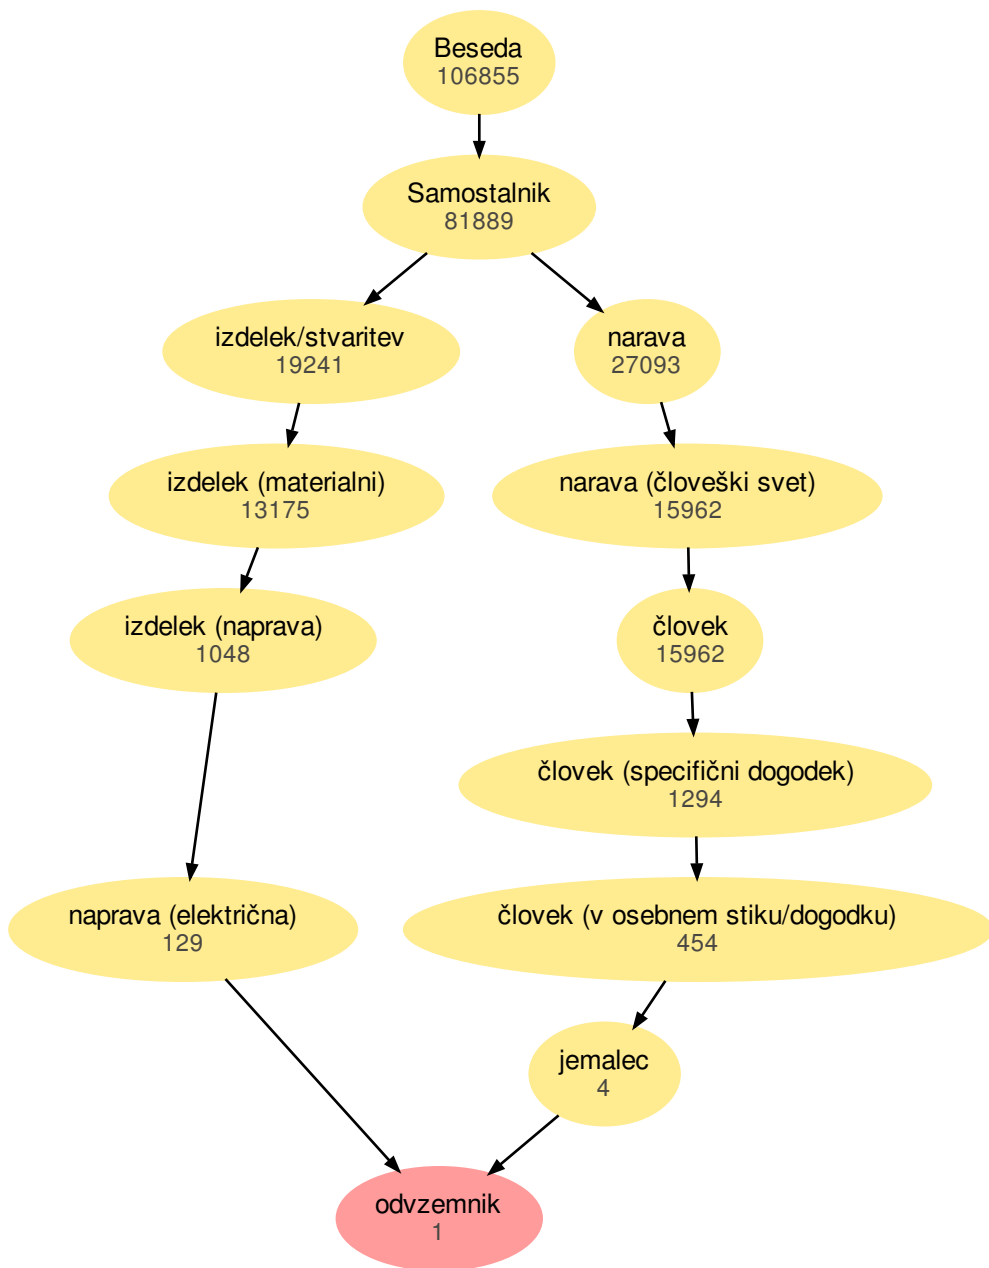 Beseda
106855
Samostalnik
81889
izdelek/stvaritev
19241
narava
27093
izdelek (materialni)
13175
narava (človeški svet)
15962
izdelek (naprava)
1048
človek
15962
človek (specifični dogodek)
1294
naprava (električna)
129
človek (v osebnem stiku/dogodku)
454
jemalec
4
odvzemnik
1